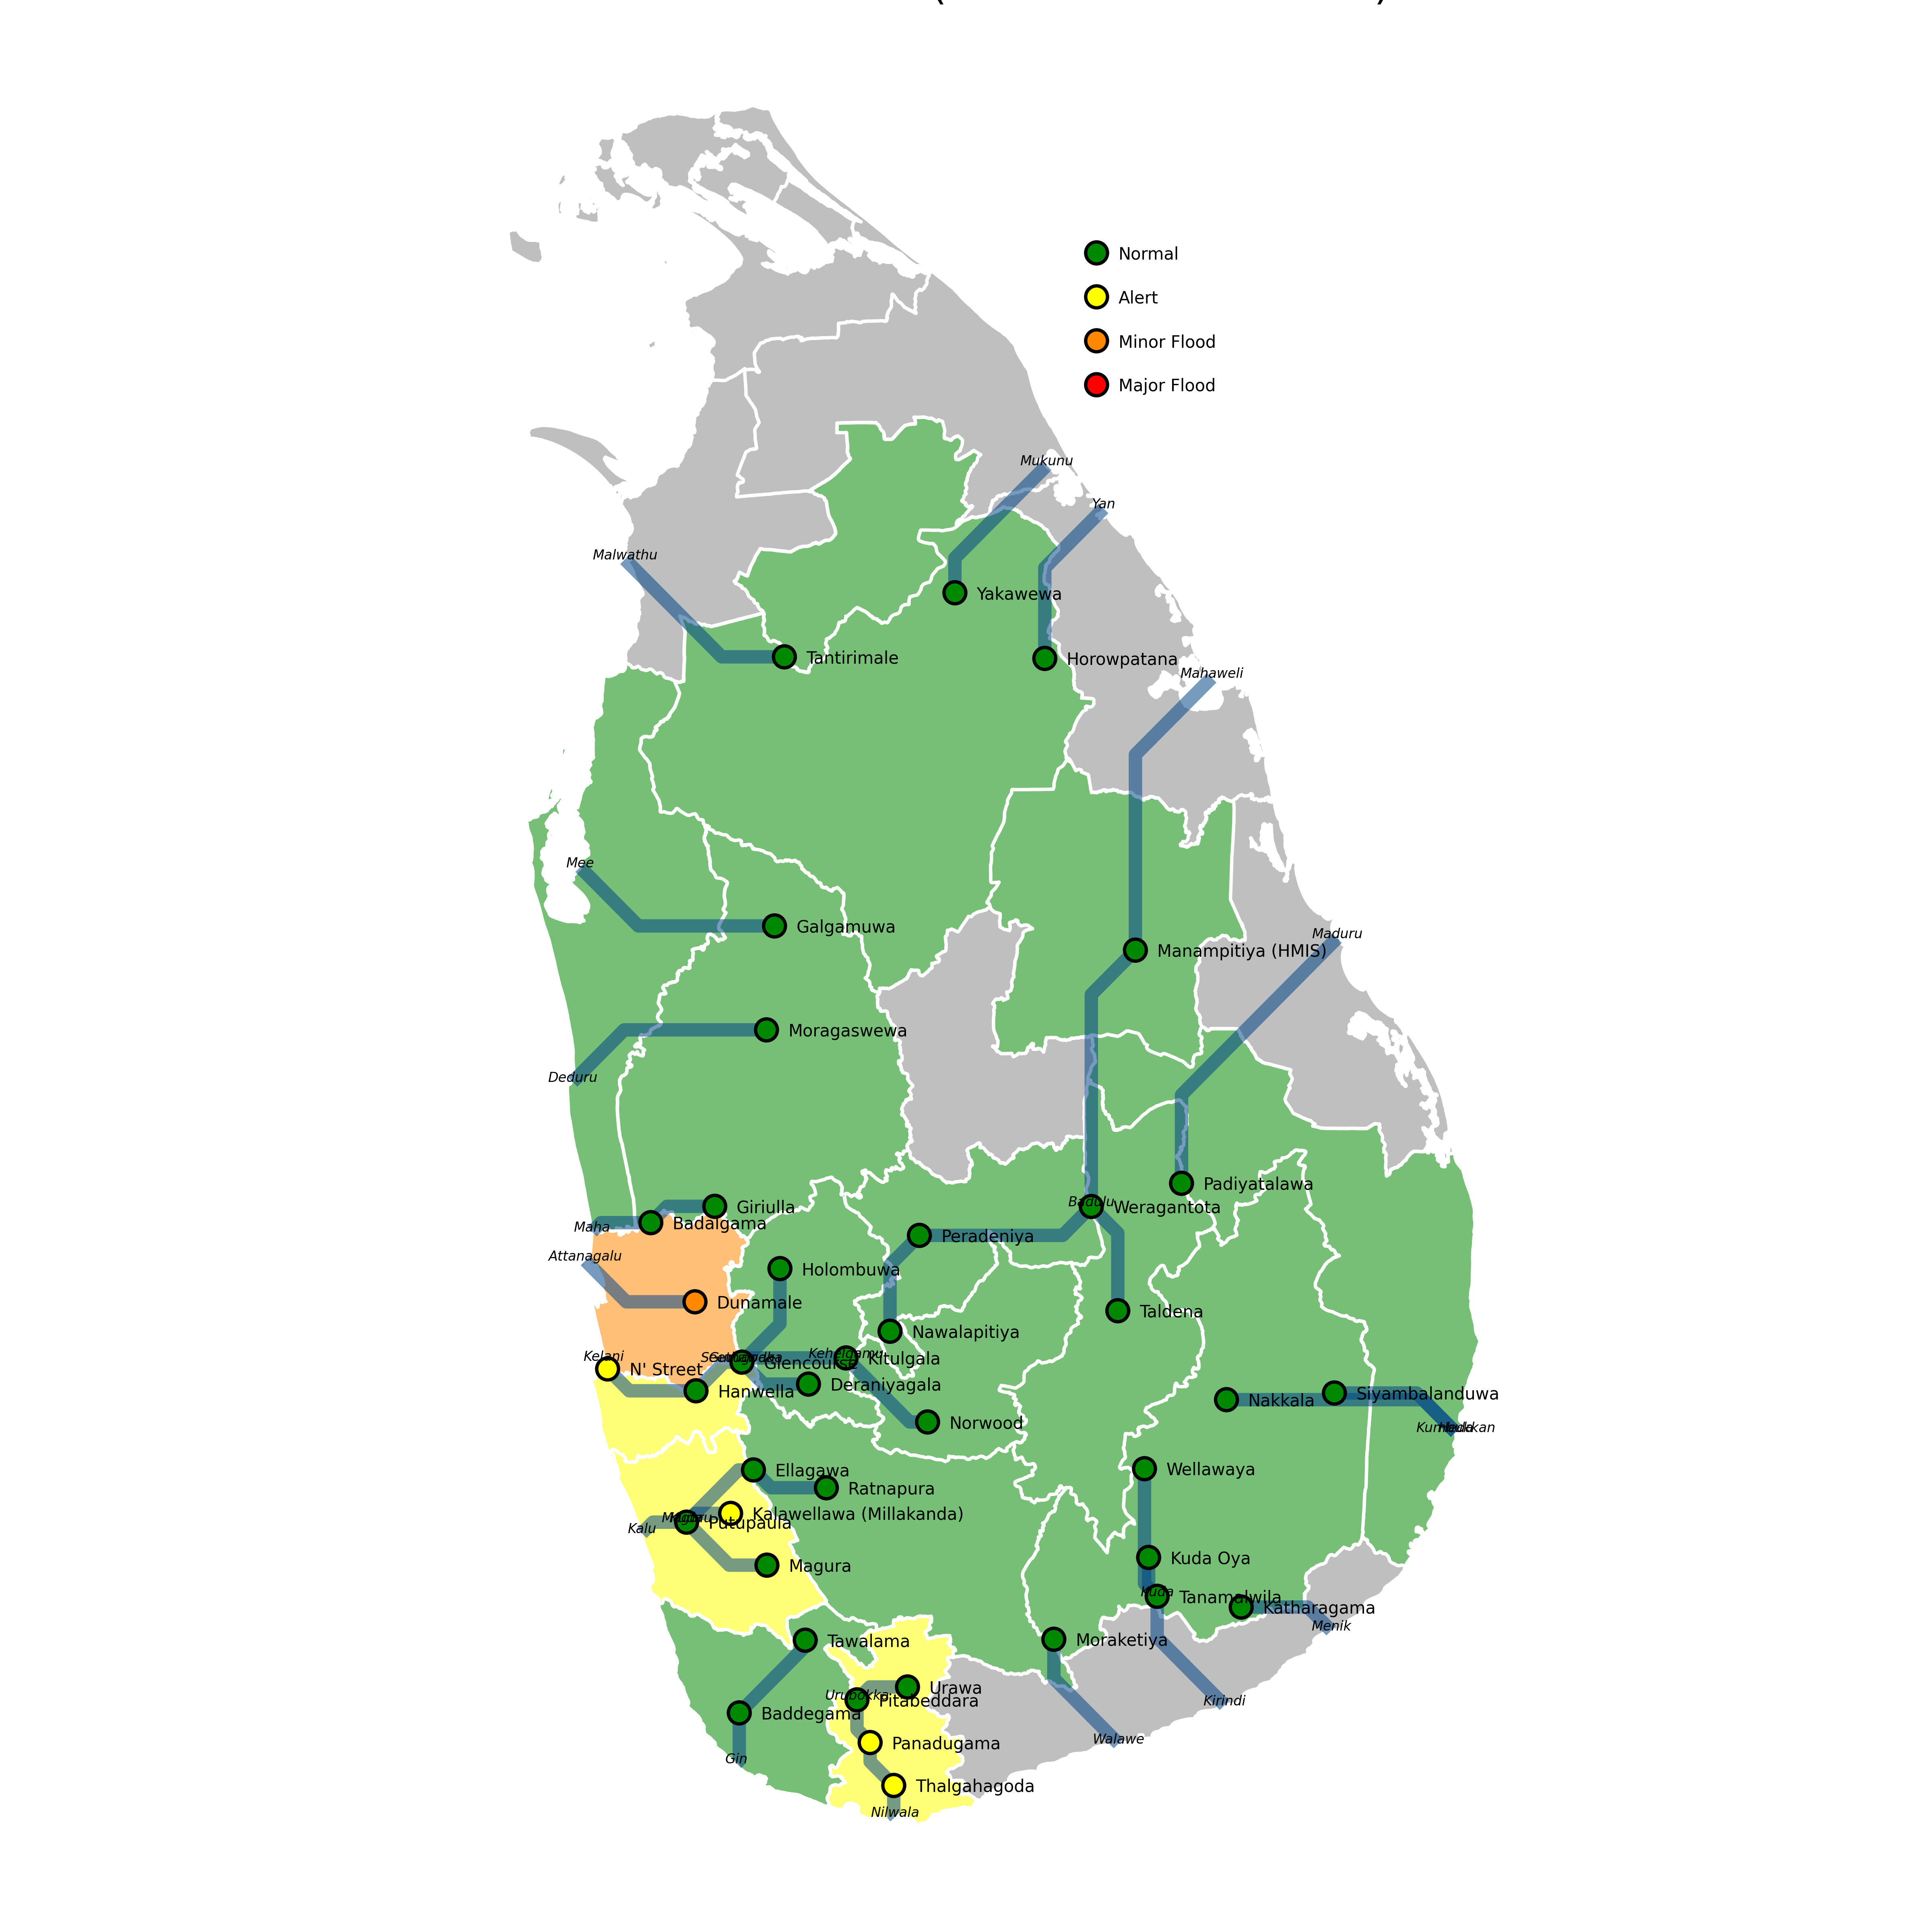 Normal
Alert
Minor Flood
Major Flood
Mukunu
Yan
Malwathu
Yakawewa
Tantirimale
Horowpatana
Mahaweli
Mee
Galgamuwa
Maduru
Manampitiya (HMIS)
Moragaswewa
Deduru
Padiyatalawa
Badulu
Weragantota
Giriulla
Badalgama
Maha
Peradeniya
Attanagalu
Holombuwa
Dunamale
Taldena
Nawalapitiya
Kelani
Kehelgamu
Kitulgala
Glencourse
N' Street
Deraniyagala
Hanwella
Siyambalanduwa
Nakkala
Norwood
Wellawaya
Ellagawa
Ratnapura
Kalawellawa (Millakanda)
Putupaula
Kalu
Kuda Oya
Magura
Kuda
Tanamalwila
Katharagama
Menik
Tawalama
Moraketiya
Urawa
Urubokka
Pitabeddara
Kirindi
Baddegama
Walawe
Panadugama
Gin
Thalgahagoda
Nilwala